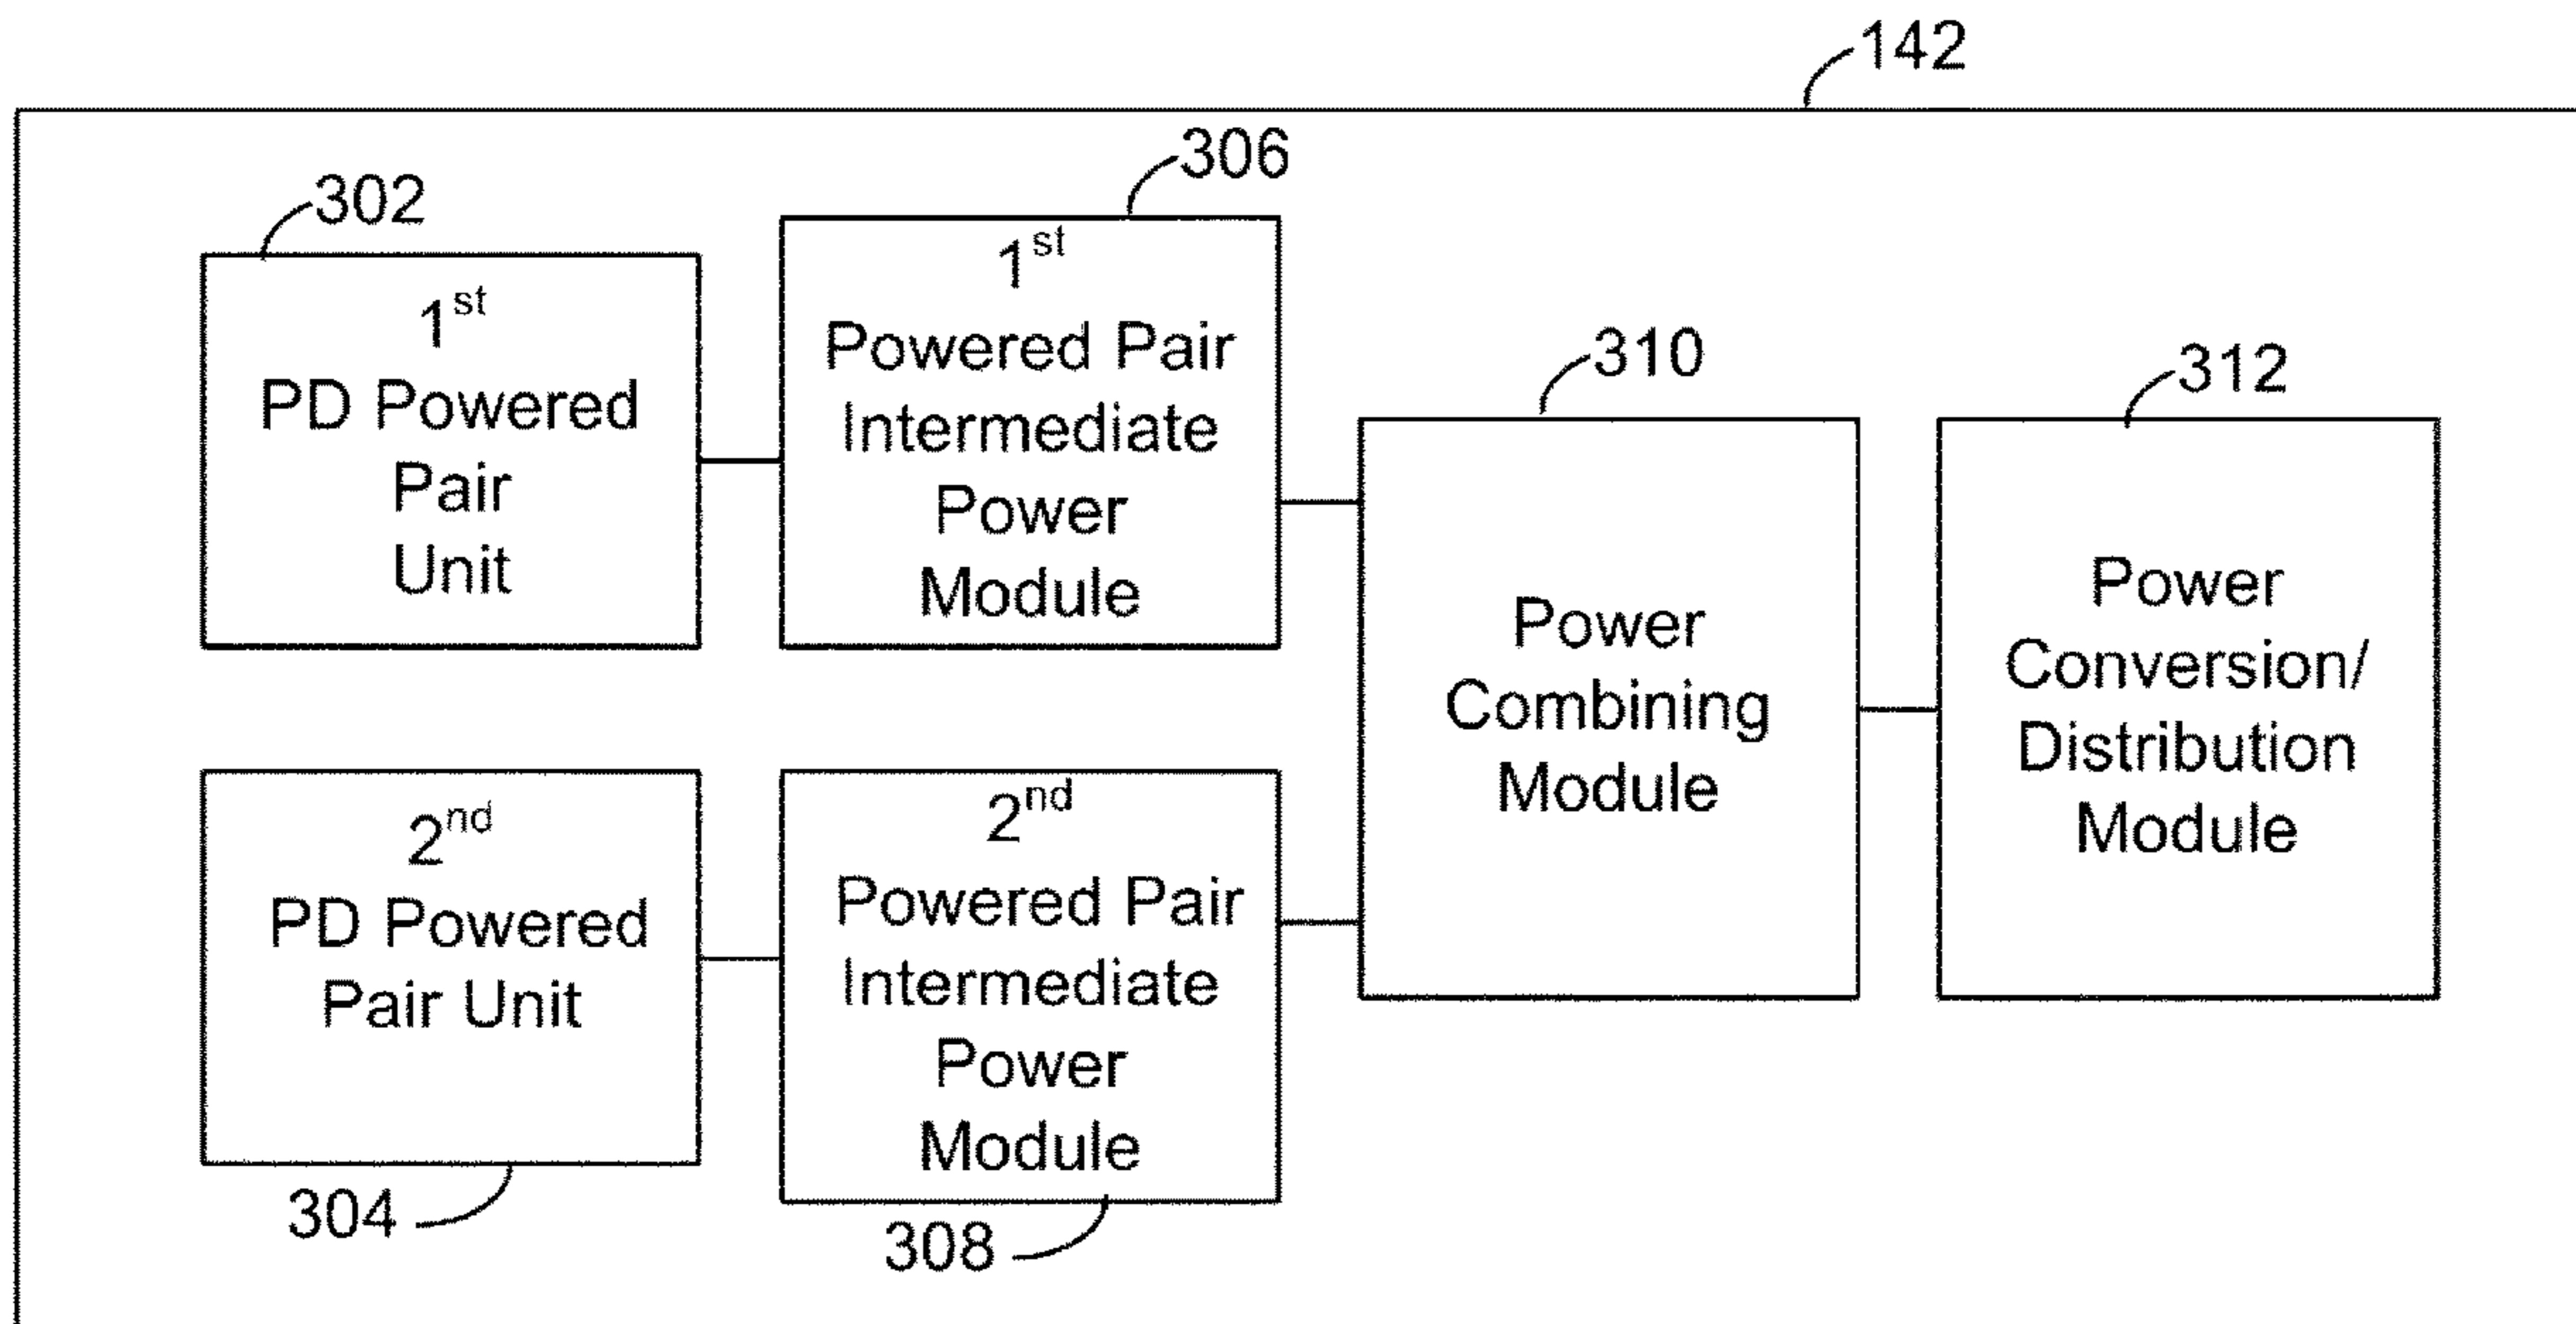 142
306
302
1st
PD Powered
Pair
Unit
1st
Powered Pair
Intermediate
Power
Module
310
Power
Combining
Module
312
Power
Conversion/
Distribution
Module
2nd
PD Powered
Pair Unit
304
2nd
Powered Pair
Intermediate
Power
Module
308